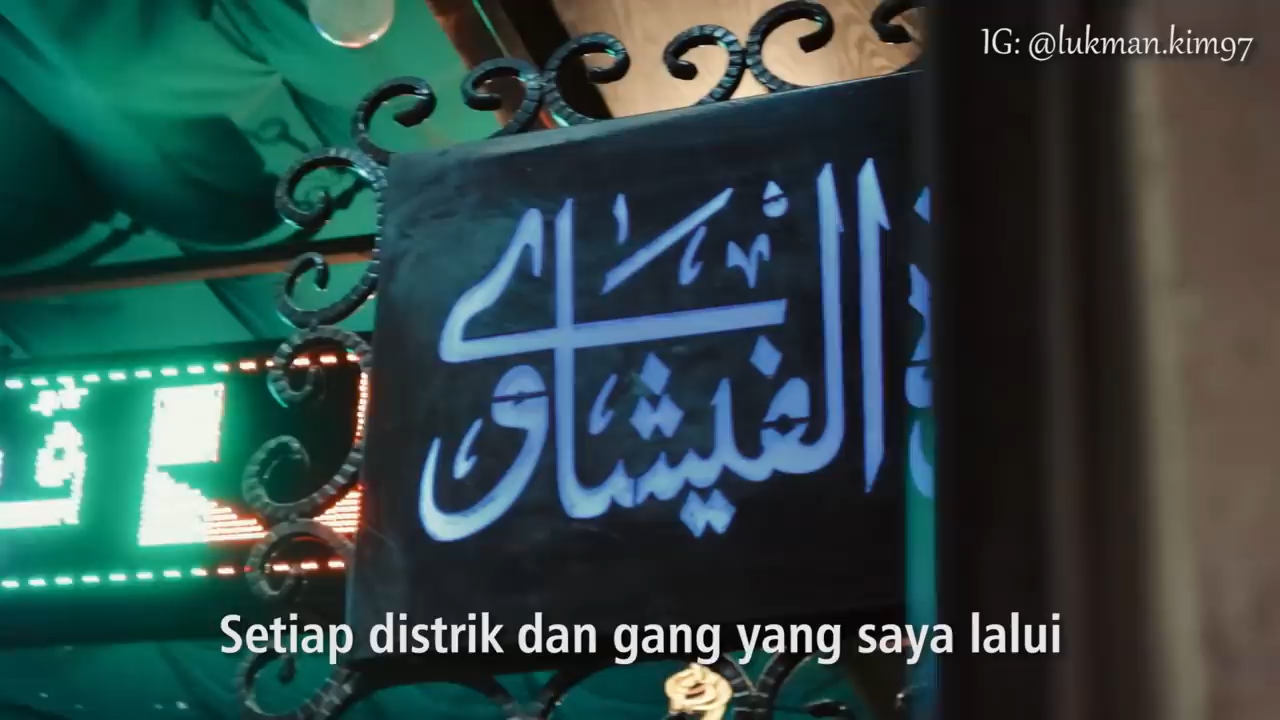 IG: @lukman.kim97
الفيشاوي
Setiap distrik dan gang yang saya lalui